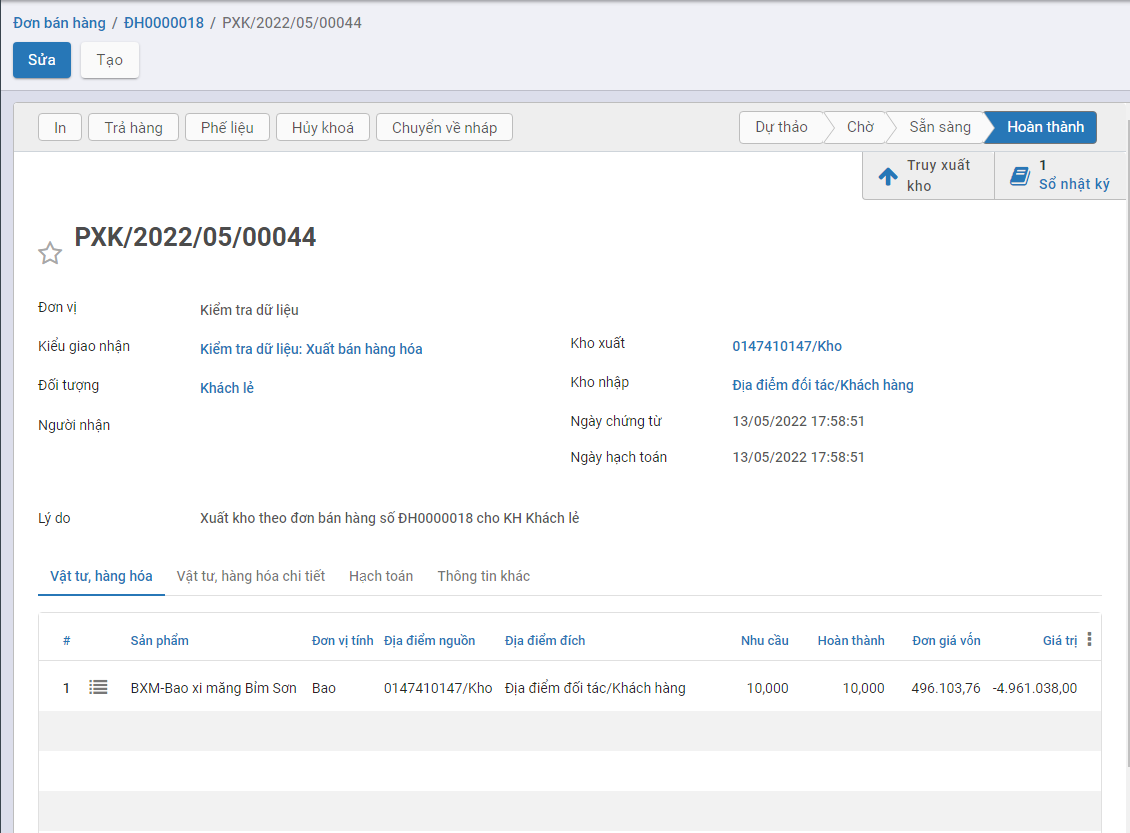 Đơn bán hàng / ĐH0000018 / PXK/2022/05/00044
Sửa Tạo
In Trả hàng Phế liệu Hủy khoá Chuyển về nháp Dự thảo Chờ Sẵn sàng Hoàn thành
Truy xuất
kho
1
Sổ nhật ký
PXK/2022/05/00044
Đơn vị Kiểm tra dữ liệu
Kiểu giao nhận Kiểm tra dữ liệu: Xuất bán hàng hóa
Đối tượng Khách lẻ
Người nhận
Kho xuất 0147410147/Kho
Kho nhập Địa điểm đối tác/Khách hàng
Ngày chứng từ 13/05/2022 17:58:51
Ngày hạch toán 13/05/2022 17:58:51
Lý do Xuất kho theo đơn bán hàng số ĐH0000018 cho KH Khách lẻ
Vật tư, hàng hóa Vật tư, hàng hóa chi tiết Hạch toán Thông tin khác
# Sản phẩm Đơn vị tính Địa điểm nguồn Địa điểm đích Nhu cầu Hoàn thành Đơn giá vốn Giá trị
1 BXM-Bao xi măng Bỉm Sơn Bao 0147410147/Kho Địa điểm đối tác/Khách hàng 10,000 10,000 496.103,76 -4.961.038,00